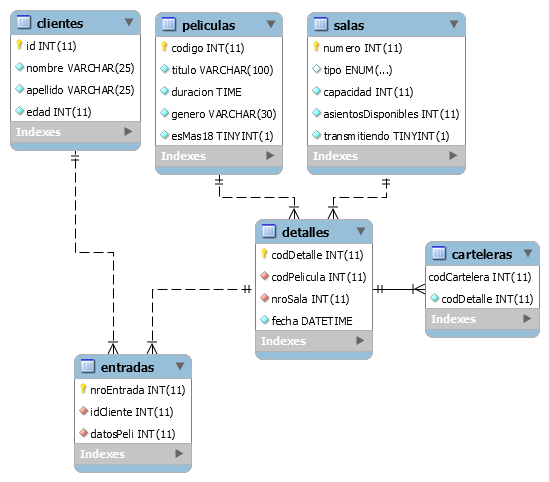 clientes
id INT(11)
nombre VARCHAR(25)
apellido VARCHAR(25)
edad INT(11)
Indexes
peliculas
codigo INT(11)
titulo VARCHAR(100)
duracion TIME
genero VARCHAR(30)
esMas18 TINYINT(1)
Indexes
salas
numero INT(11)
tipo ENUM(...)
capacidad INT(11)
asientosDisponibles INT(11)
transmitiendo TINYINT(1)
Indexes
detalles
codDetalle INT(11)
codPelicula INT(11)
nroSala INT(11)
fecha DATETIME
Indexes
carteleras
codCartelera INT(11)
codDetalle INT(11)
Indexes
entradas
nroEntrada INT(11)
idCliente INT(11)
datosPeli INT(11)
Indexes